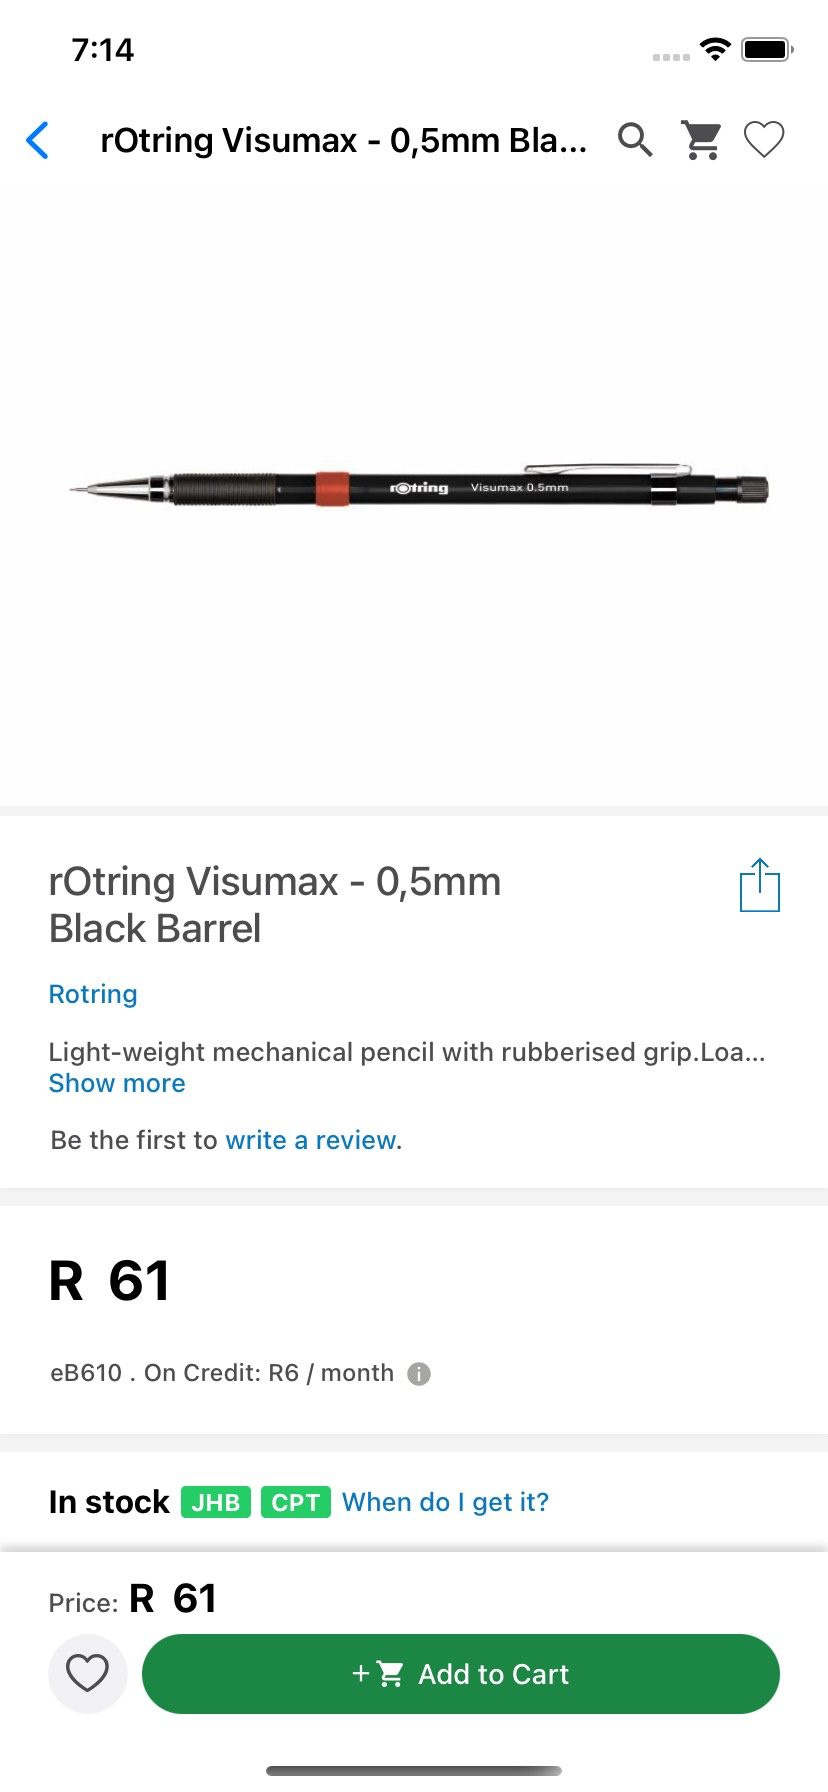 7:14
rOtring Visumax - 0,5mm Bla...
rOtring Visumax 0.5mm
rOtring Visumax - 0,5mm
Black Barrel
Rotring
Light-weight mechanical pencil with rubberised grip.Loa...
Show more
Be the first to write a review.
R 61
eB610 . On Credit: R6 / month
In stock JHB CPT When do I get it?
Price: R 61
+ Add to Cart